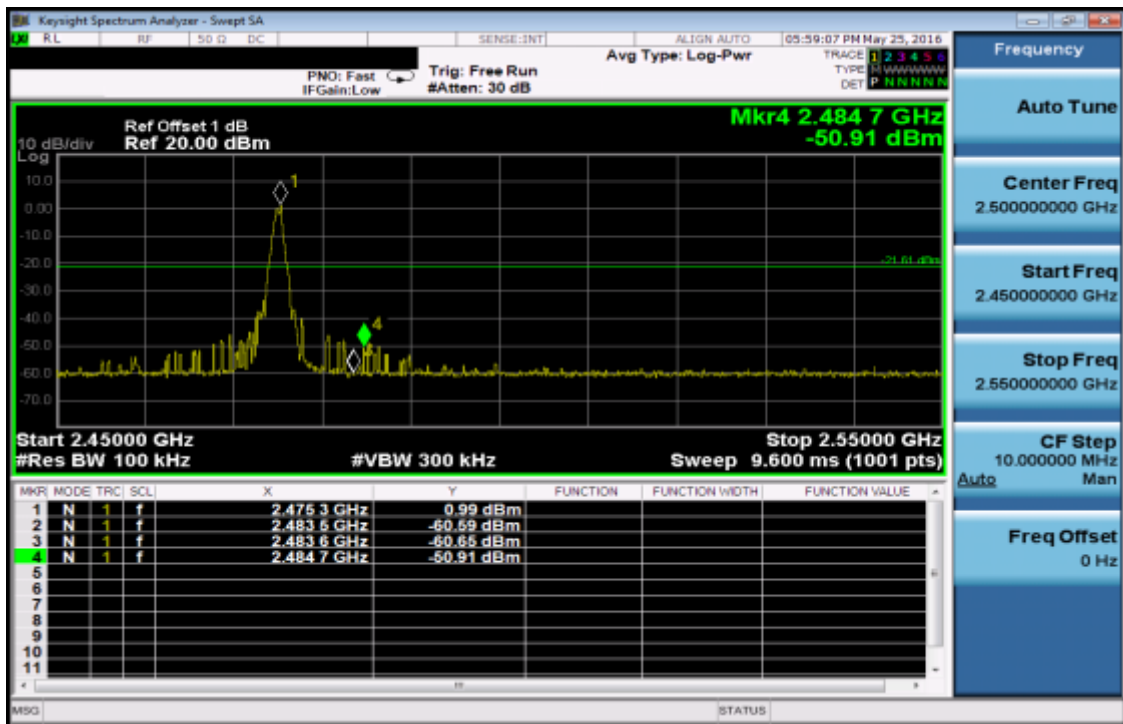 Keysight Spectrum Analyzer - Swept SA
RL RF 50 Ω DC SENSE:INT ALIGN AUTO 05:59:07 PM May 25, 2016
Frequency
PNO: Fast
IFGain:Low
Trig: Free Run
#Atten: 30 dB
Avg Type: Log-Pwr
TRACE 1 2 3 4 5 6
TYPE M WWWWW
DET P N N N N N
Auto Tune
Mkr4 2.484 7 GHz
-50.91 dBm
Ref Offset 1 dB
10 dB/div Ref 20.00 dBm
Log
10.0
0.00
-10.0
-20.0
-30.0
-40.0
-50.0
-60.0
-70.0
1
-21.61 dBm
4
Start 2.45000 GHz Stop 2.55000 GHz
#Res BW 100 kHz #VBW 300 kHz Sweep 9.600 ms (1001 pts)
Center Freq
2.500000000 GHz
Start Freq
2.450000000 GHz
Stop Freq
2.550000000 GHz
CF Step
10.000000 MHz
Auto Man
Freq Offset
0 Hz
MKR MODE TRC SCL X Y FUNCTION FUNCTION WIDTH FUNCTION VALUE
1 N 1 f 2.475 3 GHz 0.99 dBm
2 N 1 f 2.483 5 GHz -60.59 dBm
3 N 1 f 2.483 6 GHz -60.65 dBm
4 N 1 f 2.484 7 GHz -50.91 dBm
5
6
7
8
9
10
11
MSG STATUS